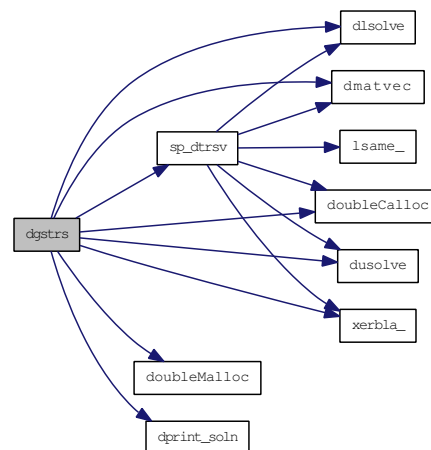 dlsolve
dmatvec
sp_dtrsv
lsame_
doubleCalloc
dgstrs
dusolve
xerbla_
doubleMalloc
dprint_soln